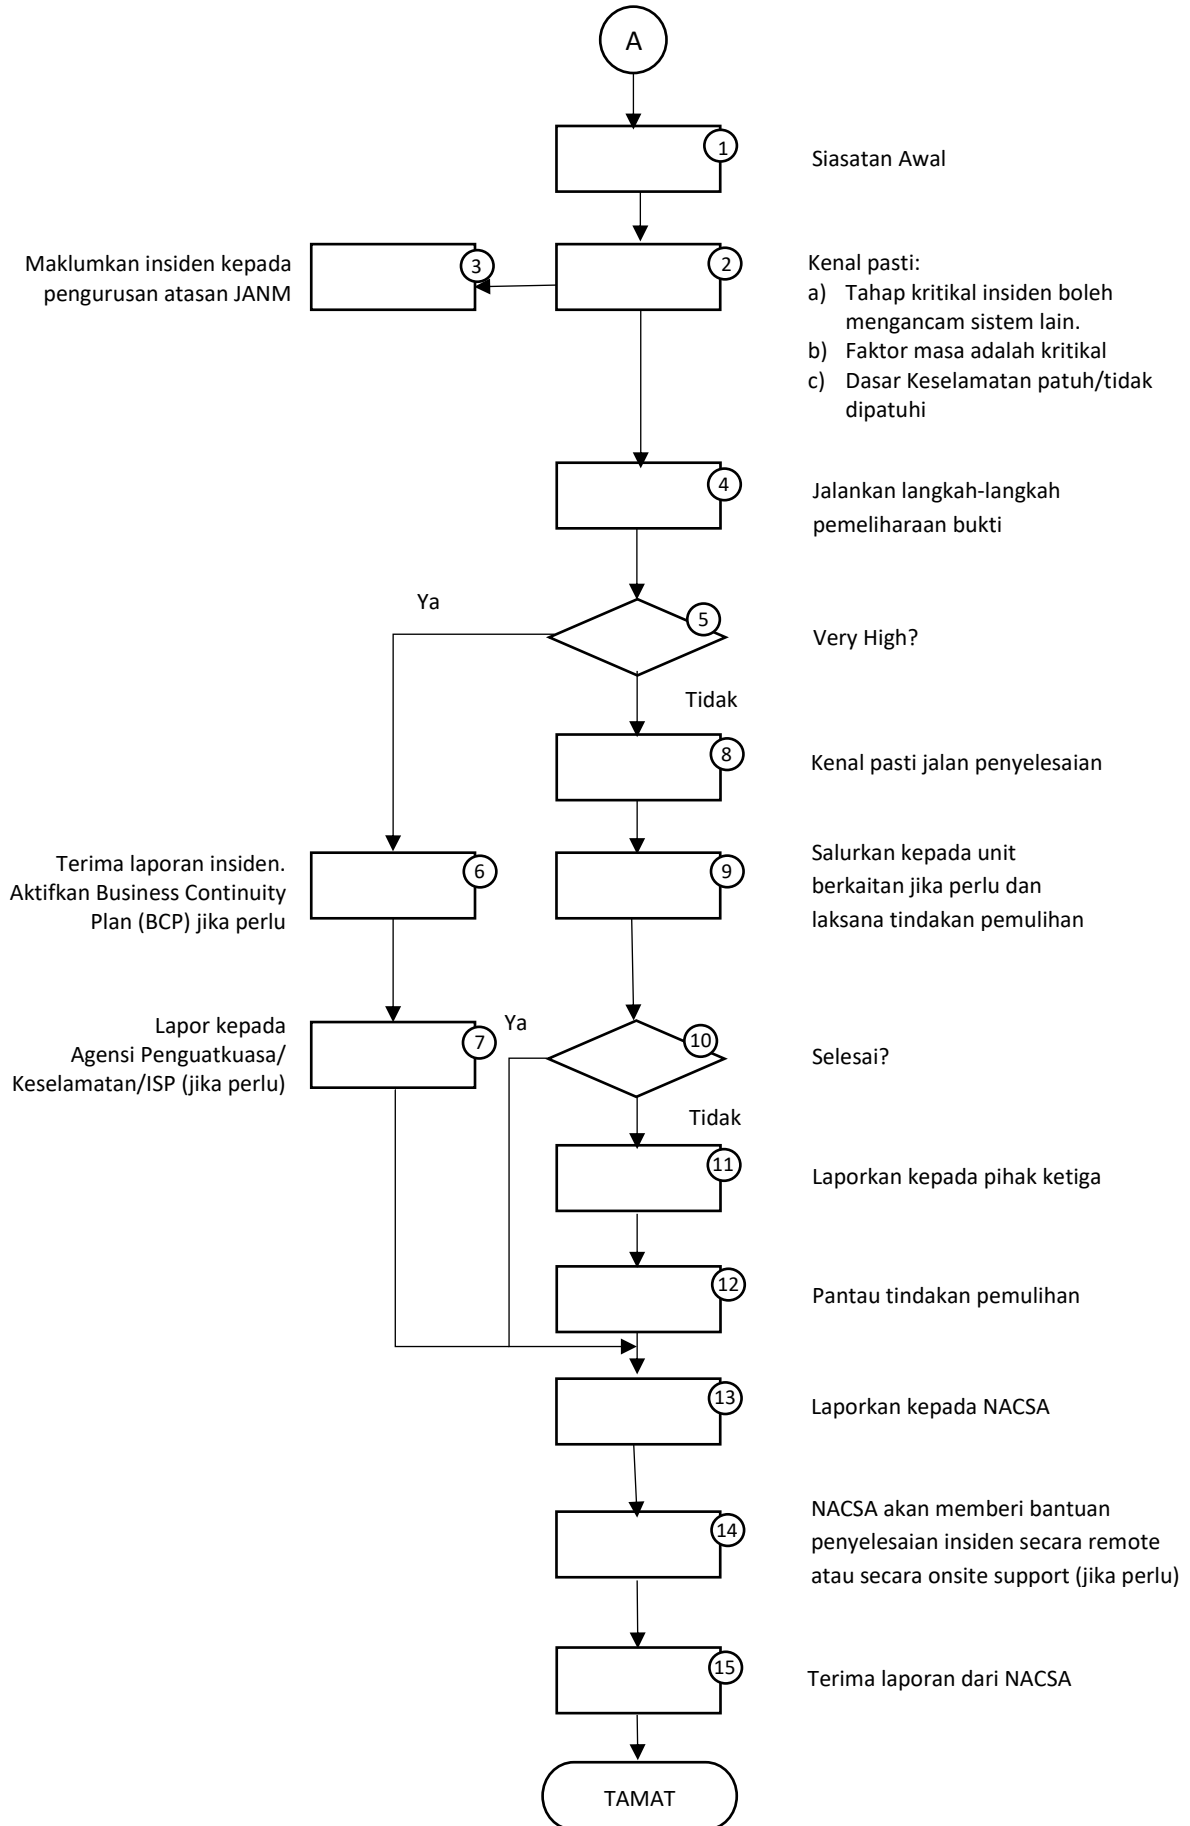 A
1
Siasatan Awal
Maklumkan insiden kepada
pengurusan atasan JANM
3
2
Kenal pasti:
a) Tahap kritikal insiden boleh
mengancam sistem lain.
b) Faktor masa adalah kritikal
c) Dasar Keselamatan patuh/tidak
dipatuhi
4
Jalankan langkah-langkah
pemeliharaan bukti
Ya
5
Very High?
Tidak
8
Kenal pasti jalan penyelesaian
Terima laporan insiden.
Aktifkan Business Continuity
Plan (BCP) jika perlu
6
9
Salurkan kepada unit
berkaitan jika perlu dan
laksana tindakan pemulihan
Lapor kepada
Agensi Penguatkuasa/
Keselamatan/ISP (jika perlu)
7
Ya
10
Selesai?
Tidak
11
Laporkan kepada pihak ketiga
12
Pantau tindakan pemulihan
13
Laporkan kepada NACSA
14
NACSA akan memberi bantuan
penyelesaian insiden secara remote
atau secara onsite support (jika perlu)
15
Terima laporan dari NACSA
TAMAT